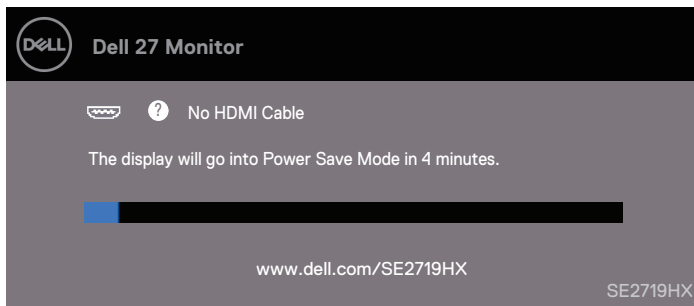 DELL
Dell 27 Monitor
? No HDMI Cable
The display will go into Power Save Mode in 4 minutes.
www.dell.com/SE2719HX
SE2719HX